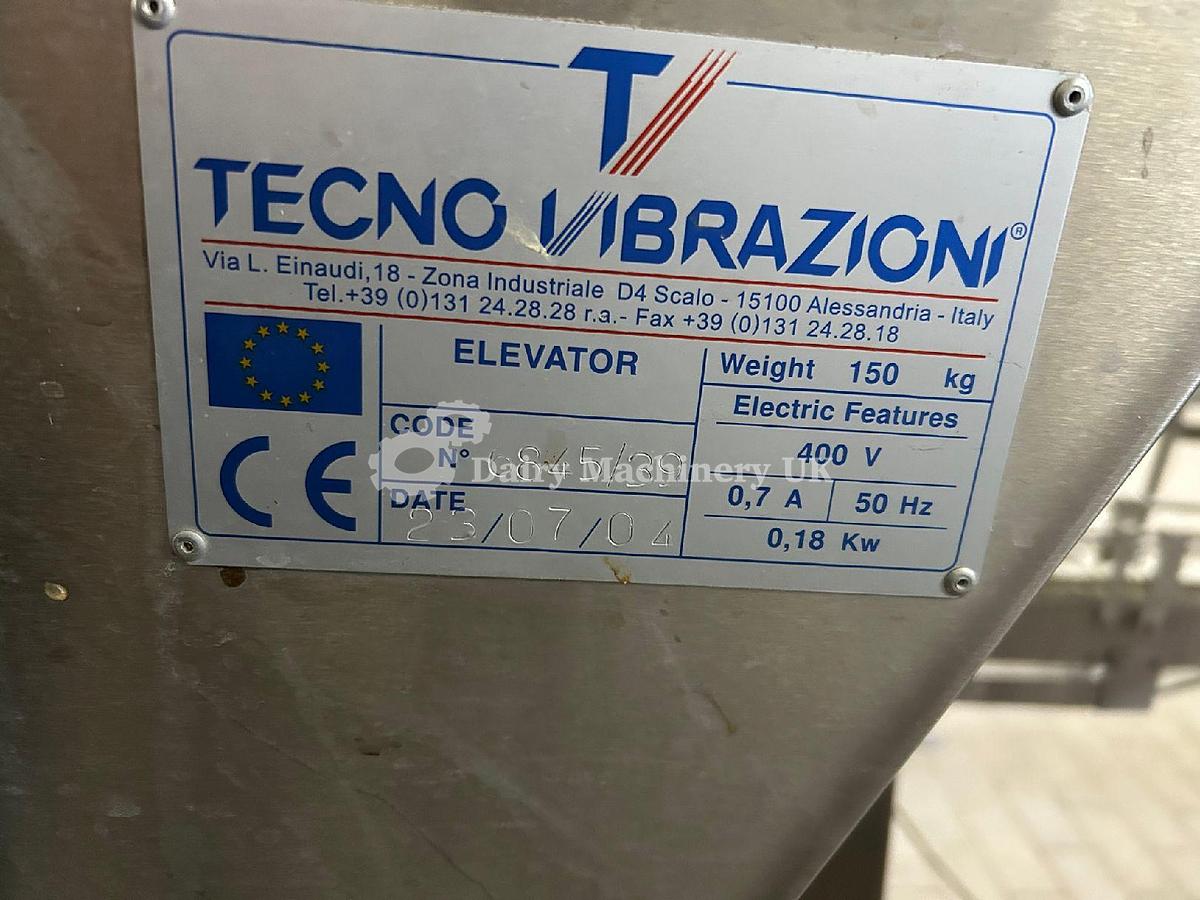 TV
TECNO VIBRAZIONI®
Via L. Einaudi,18 - Zona Industriale D4 Scalo - 15100 Alessandria - Italy
Tel.+39 (0)131 24.28.28 r.a.- Fax +39 (0)131 24.28.18
ELEVATOR
CODE
N°
DATE
23/07/04
CE
Weight 150 kg
Electric Features
400 V
0,7 A 50 Hz
0,18 Kw
Dairy Machinery UK